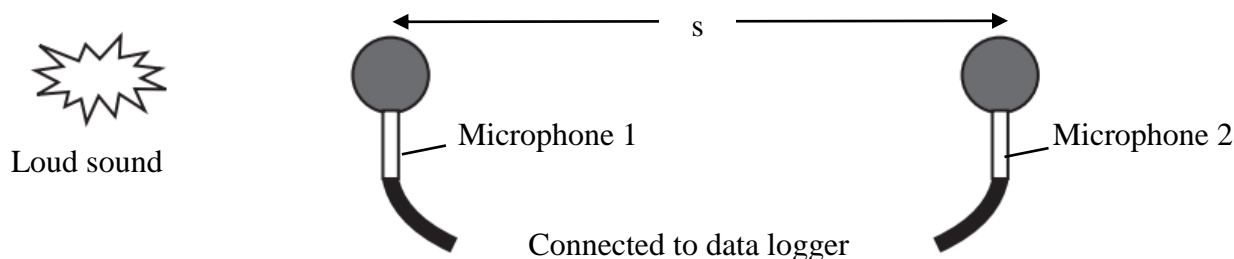 s
Microphone 1
Microphone 2
Loud sound
Connected to data logger